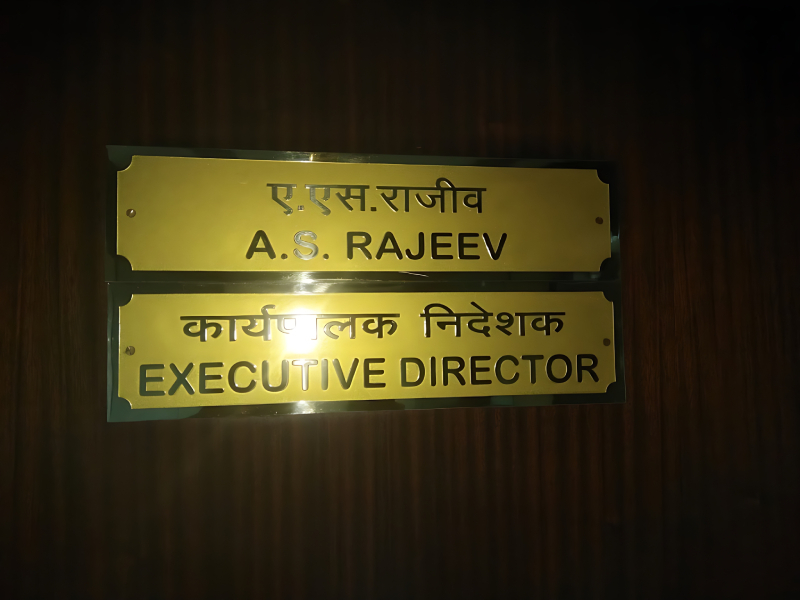 ए.एस.राजीव
A.S. RAJEEV
कार्यपालक निदेशक
EXECUTIVE DIRECTOR